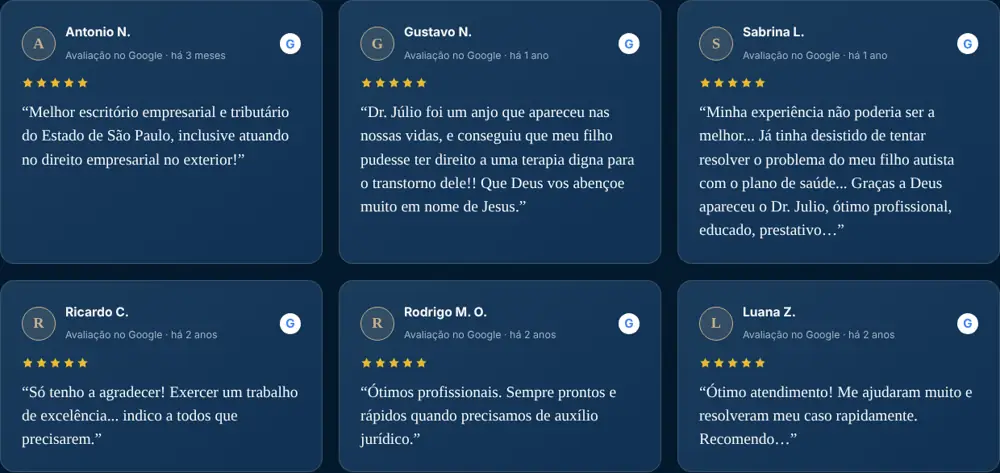 A
Antonio N.
Avaliação no Google · há 3 meses
G
★★★★★
“Melhor escritório empresarial e tributário
do Estado de São Paulo, inclusive atuando
no direito empresarial no exterior!”
G
Gustavo N.
Avaliação no Google · há 1 ano
G
★★★★★
“Dr. Júlio foi um anjo que apareceu nas
nossas vidas, e conseguiu que meu filho
pudesse ter direito a uma terapia digna para
o transtorno dele!! Que Deus vos abençoe
muito em nome de Jesus.”
S
Sabrina L.
Avaliação no Google · há 1 ano
G
★★★★★
“Minha experiência não poderia ser a
melhor... Já tinha desistido de tentar
resolver o problema do meu filho autista
com o plano de saúde... Graças a Deus
apareceu o Dr. Julio, ótimo profissional,
educado, prestativo…”
R
Ricardo C.
Avaliação no Google · há 2 anos
G
★★★★★
“Só tenho a agradecer! Exercer um trabalho
de excelência... indico a todos que
precisarem.”
R
Rodrigo M. O.
Avaliação no Google · há 2 anos
G
★★★★★
“Ótimos profissionais. Sempre prontos e
rápidos quando precisamos de auxílio
jurídico.”
L
Luana Z.
Avaliação no Google · há 2 anos
G
★★★★★
“Ótimo atendimento! Me ajudaram muito e
resolveram meu caso rapidamente.
Recomendo…”